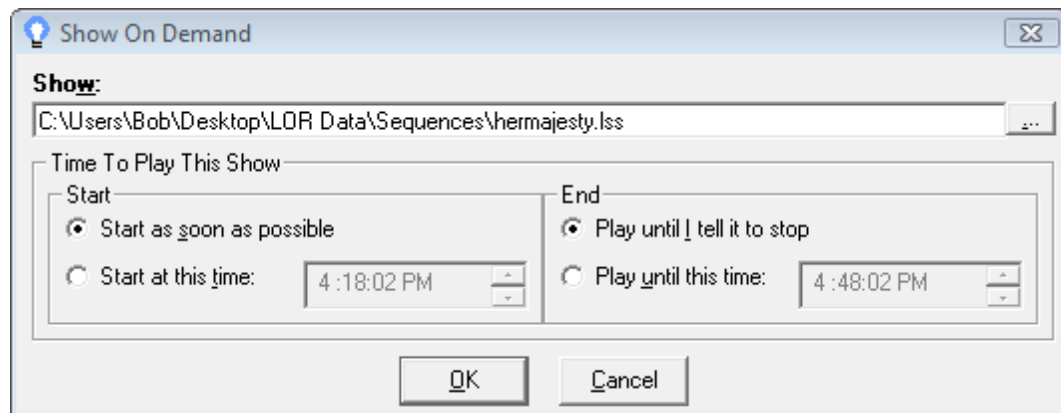 Show On Demand
Show:
C:\Users\Bob\Desktop\LOR Data\Sequences\hermajesty.lss
...
Time To Play This Show
Start
Start as soon as possible
Start at this time:
4 :18:02 PM
End
Play until I tell it to stop
Play until this time:
4 :48:02 PM
OK
Cancel